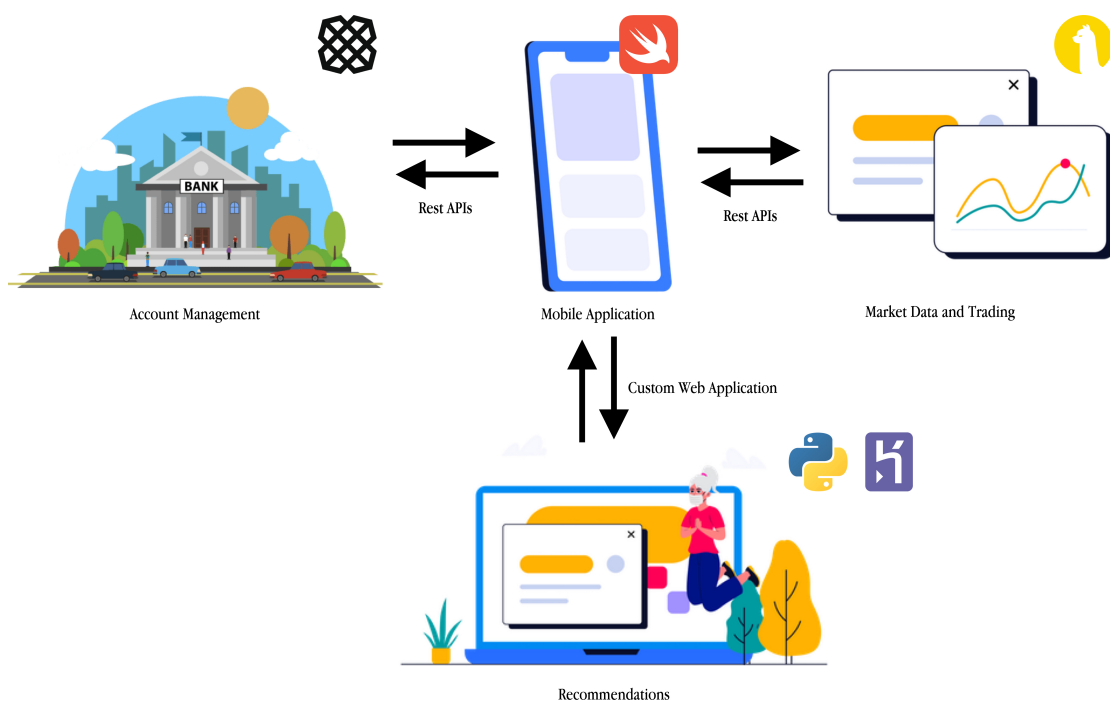 BANK
Rest APIs
Rest APIs
Account Management
Mobile Application
Market Data and Trading
Custom Web Application
Recommendations